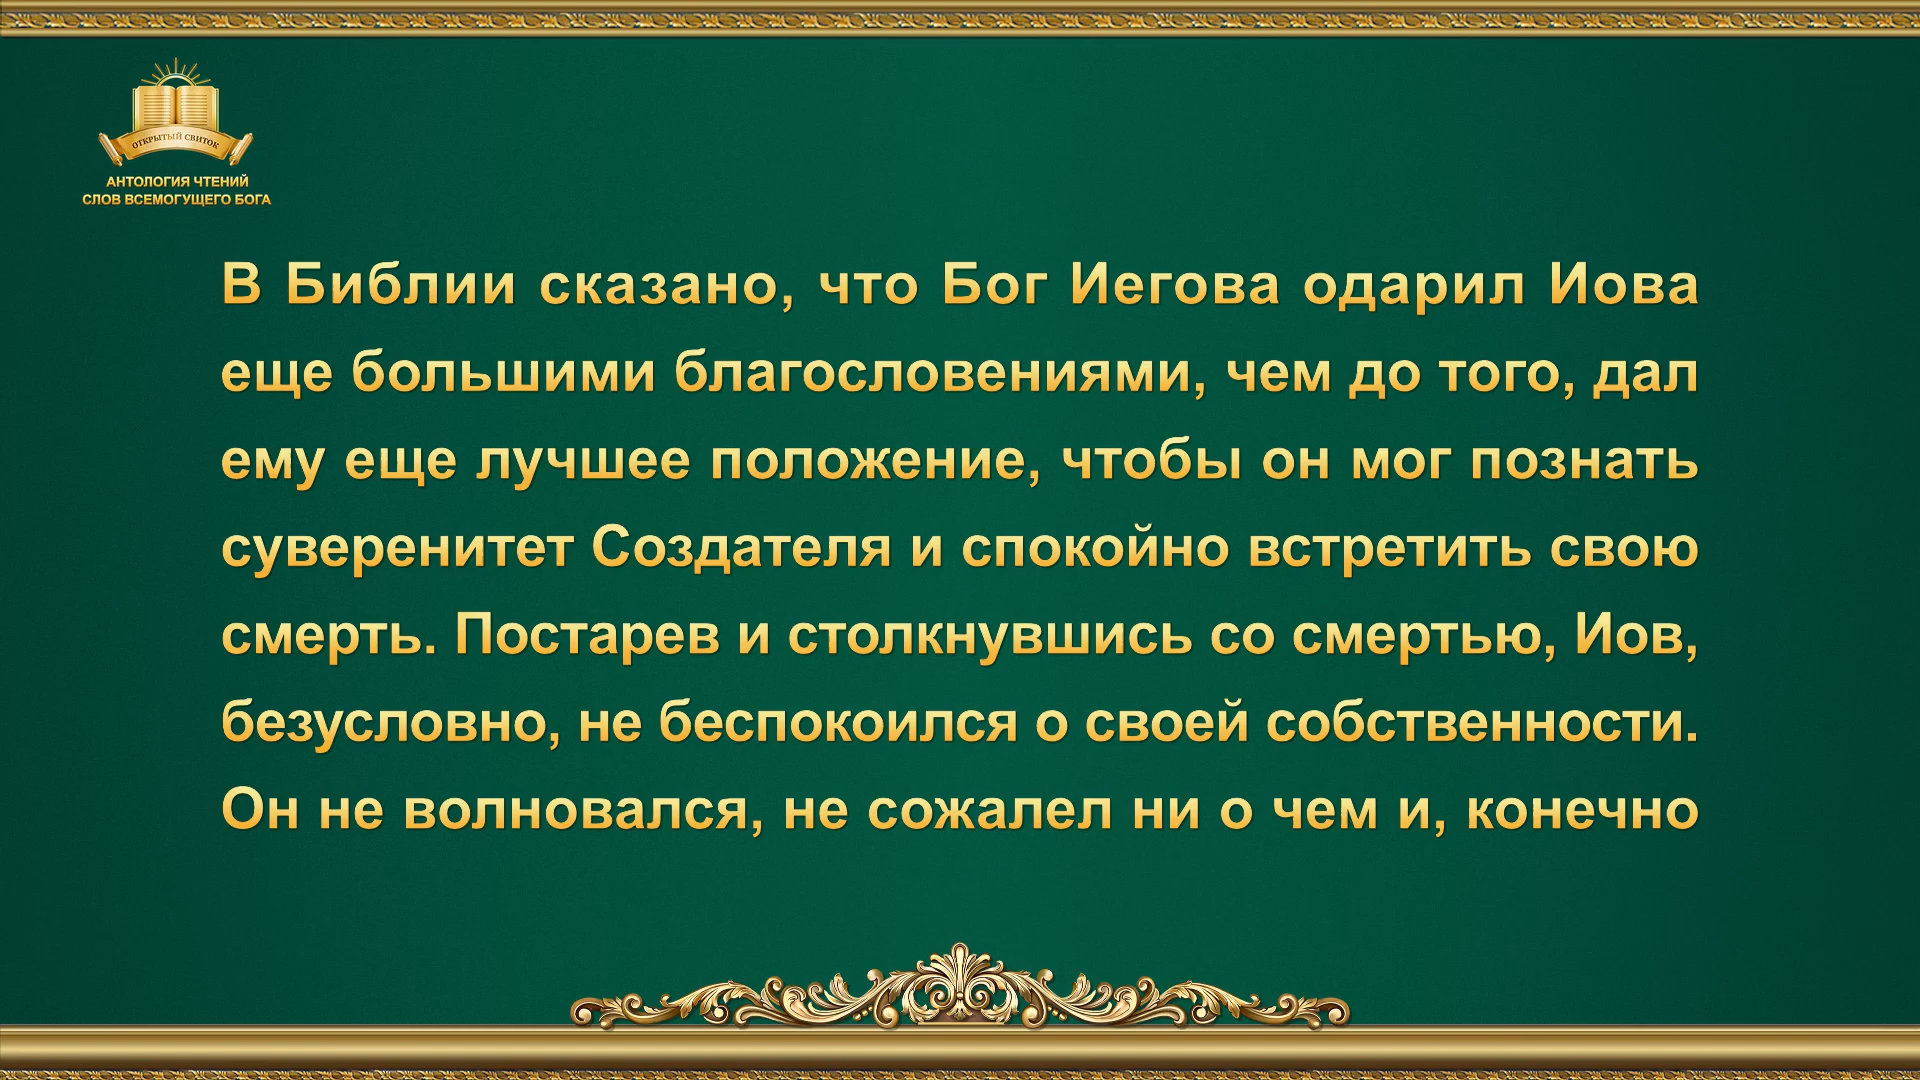 ОТКРЫТЫЙ СВИТОК
АНТОЛОГИЯ ЧТЕНИЙ
СЛОВ ВСЕМОГУЩЕГО БОГА
В Библии сказано, что Бог Иегова одарил Иова
еще большими благословениями, чем до того, дал
ему еще лучшее положение, чтобы он мог познать
суверенитет Создателя и спокойно встретить свою
смерть. Постарев и столкнувшись со смертью, Иов,
безусловно, не беспокоился о своей собственности.
Он не волновался, не сожалел ни о чем и, конечно